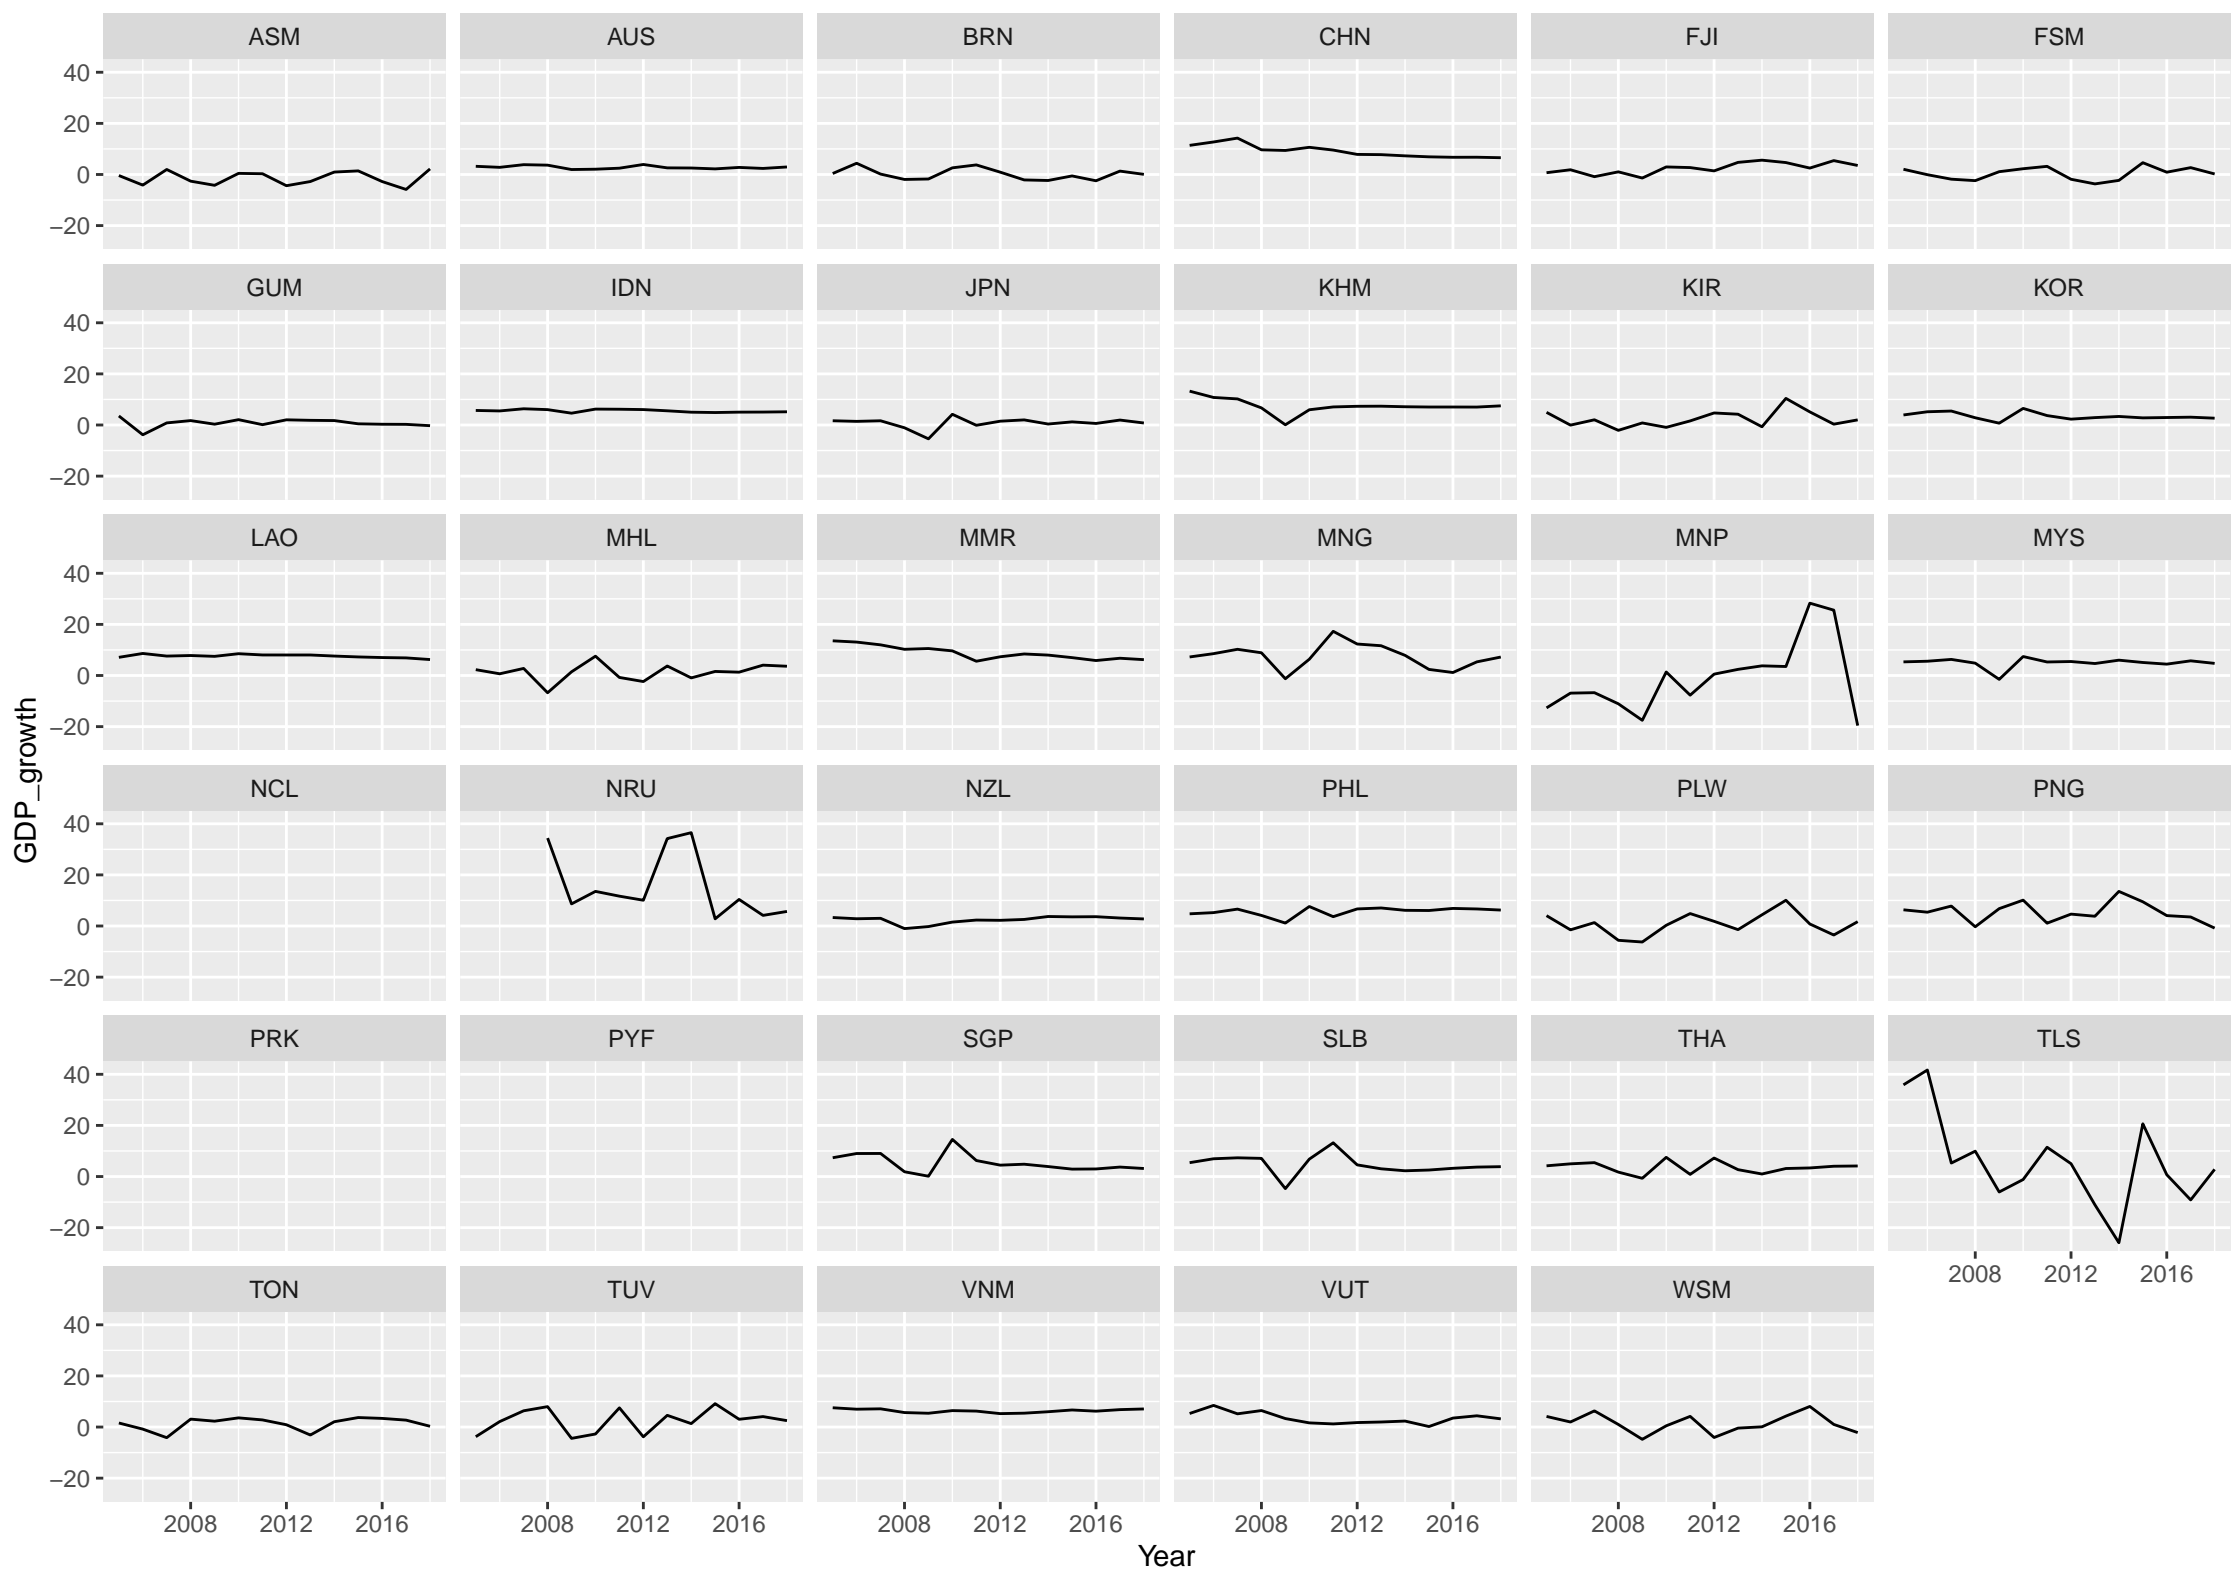 ASM AUS BRN CHN FJI FSM
40
20
0
−20
GUM IDN JPN KHM KIR KOR
40
20
0
−20
LAO MHL MMR MNG MNP MYS
40
20
0
−20
GDP_growth
NCL NRU NZL PHL PLW PNG
40
20
0
−20
PRK PYF SGP SLB THA TLS
40
20
0
−20
2008 2012 2016
TON TUV VNM VUT WSM
40
20
0
−20
2008 2012 2016 2008 2012 2016 2008 2012 2016 2008 2012 2016 2008 2012 2016
Year